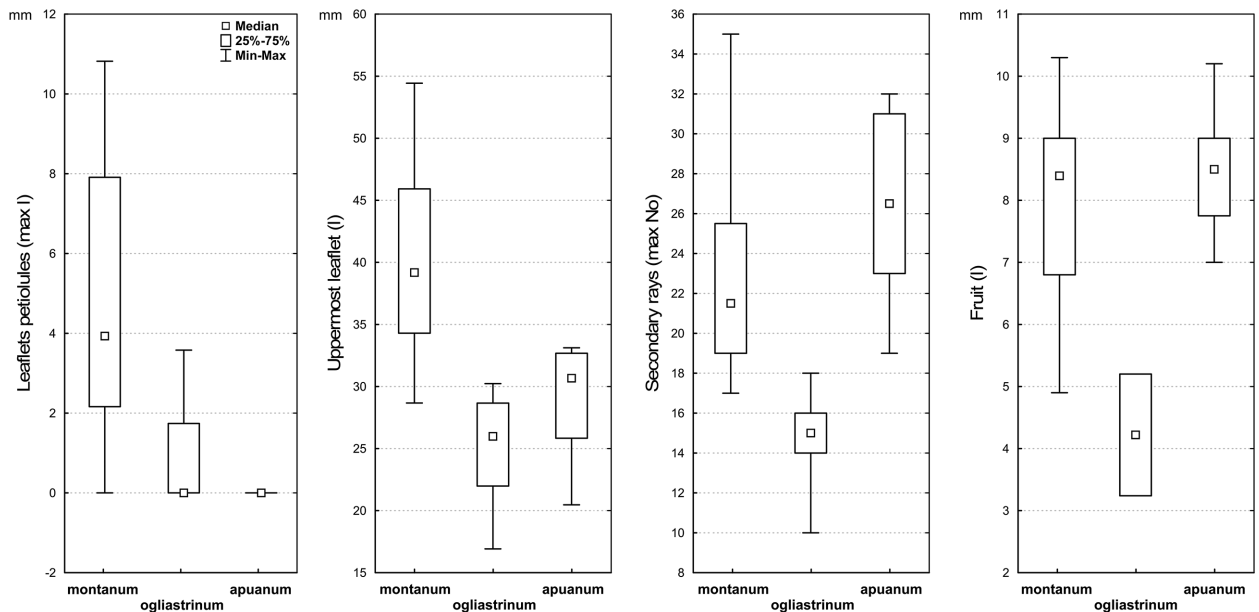 mm
12
10
8
6
4
2
0
-2
Leaflets petiolules (max l)
Median
25%-75%
Min-Max
montanum
ogliastrinum
apuanum
mm
60
55
50
45
40
35
30
25
20
15
Uppermost leaflet (l)
montanum
ogliastrinum
apuanum
36
34
32
30
28
26
24
22
20
18
16
14
12
10
8
Secondary rays (max No)
montanum
ogliastrinum
apuanum
mm
11
10
9
8
7
6
5
4
3
2
Fruit (l)
montanum
ogliastrinum
apuanum